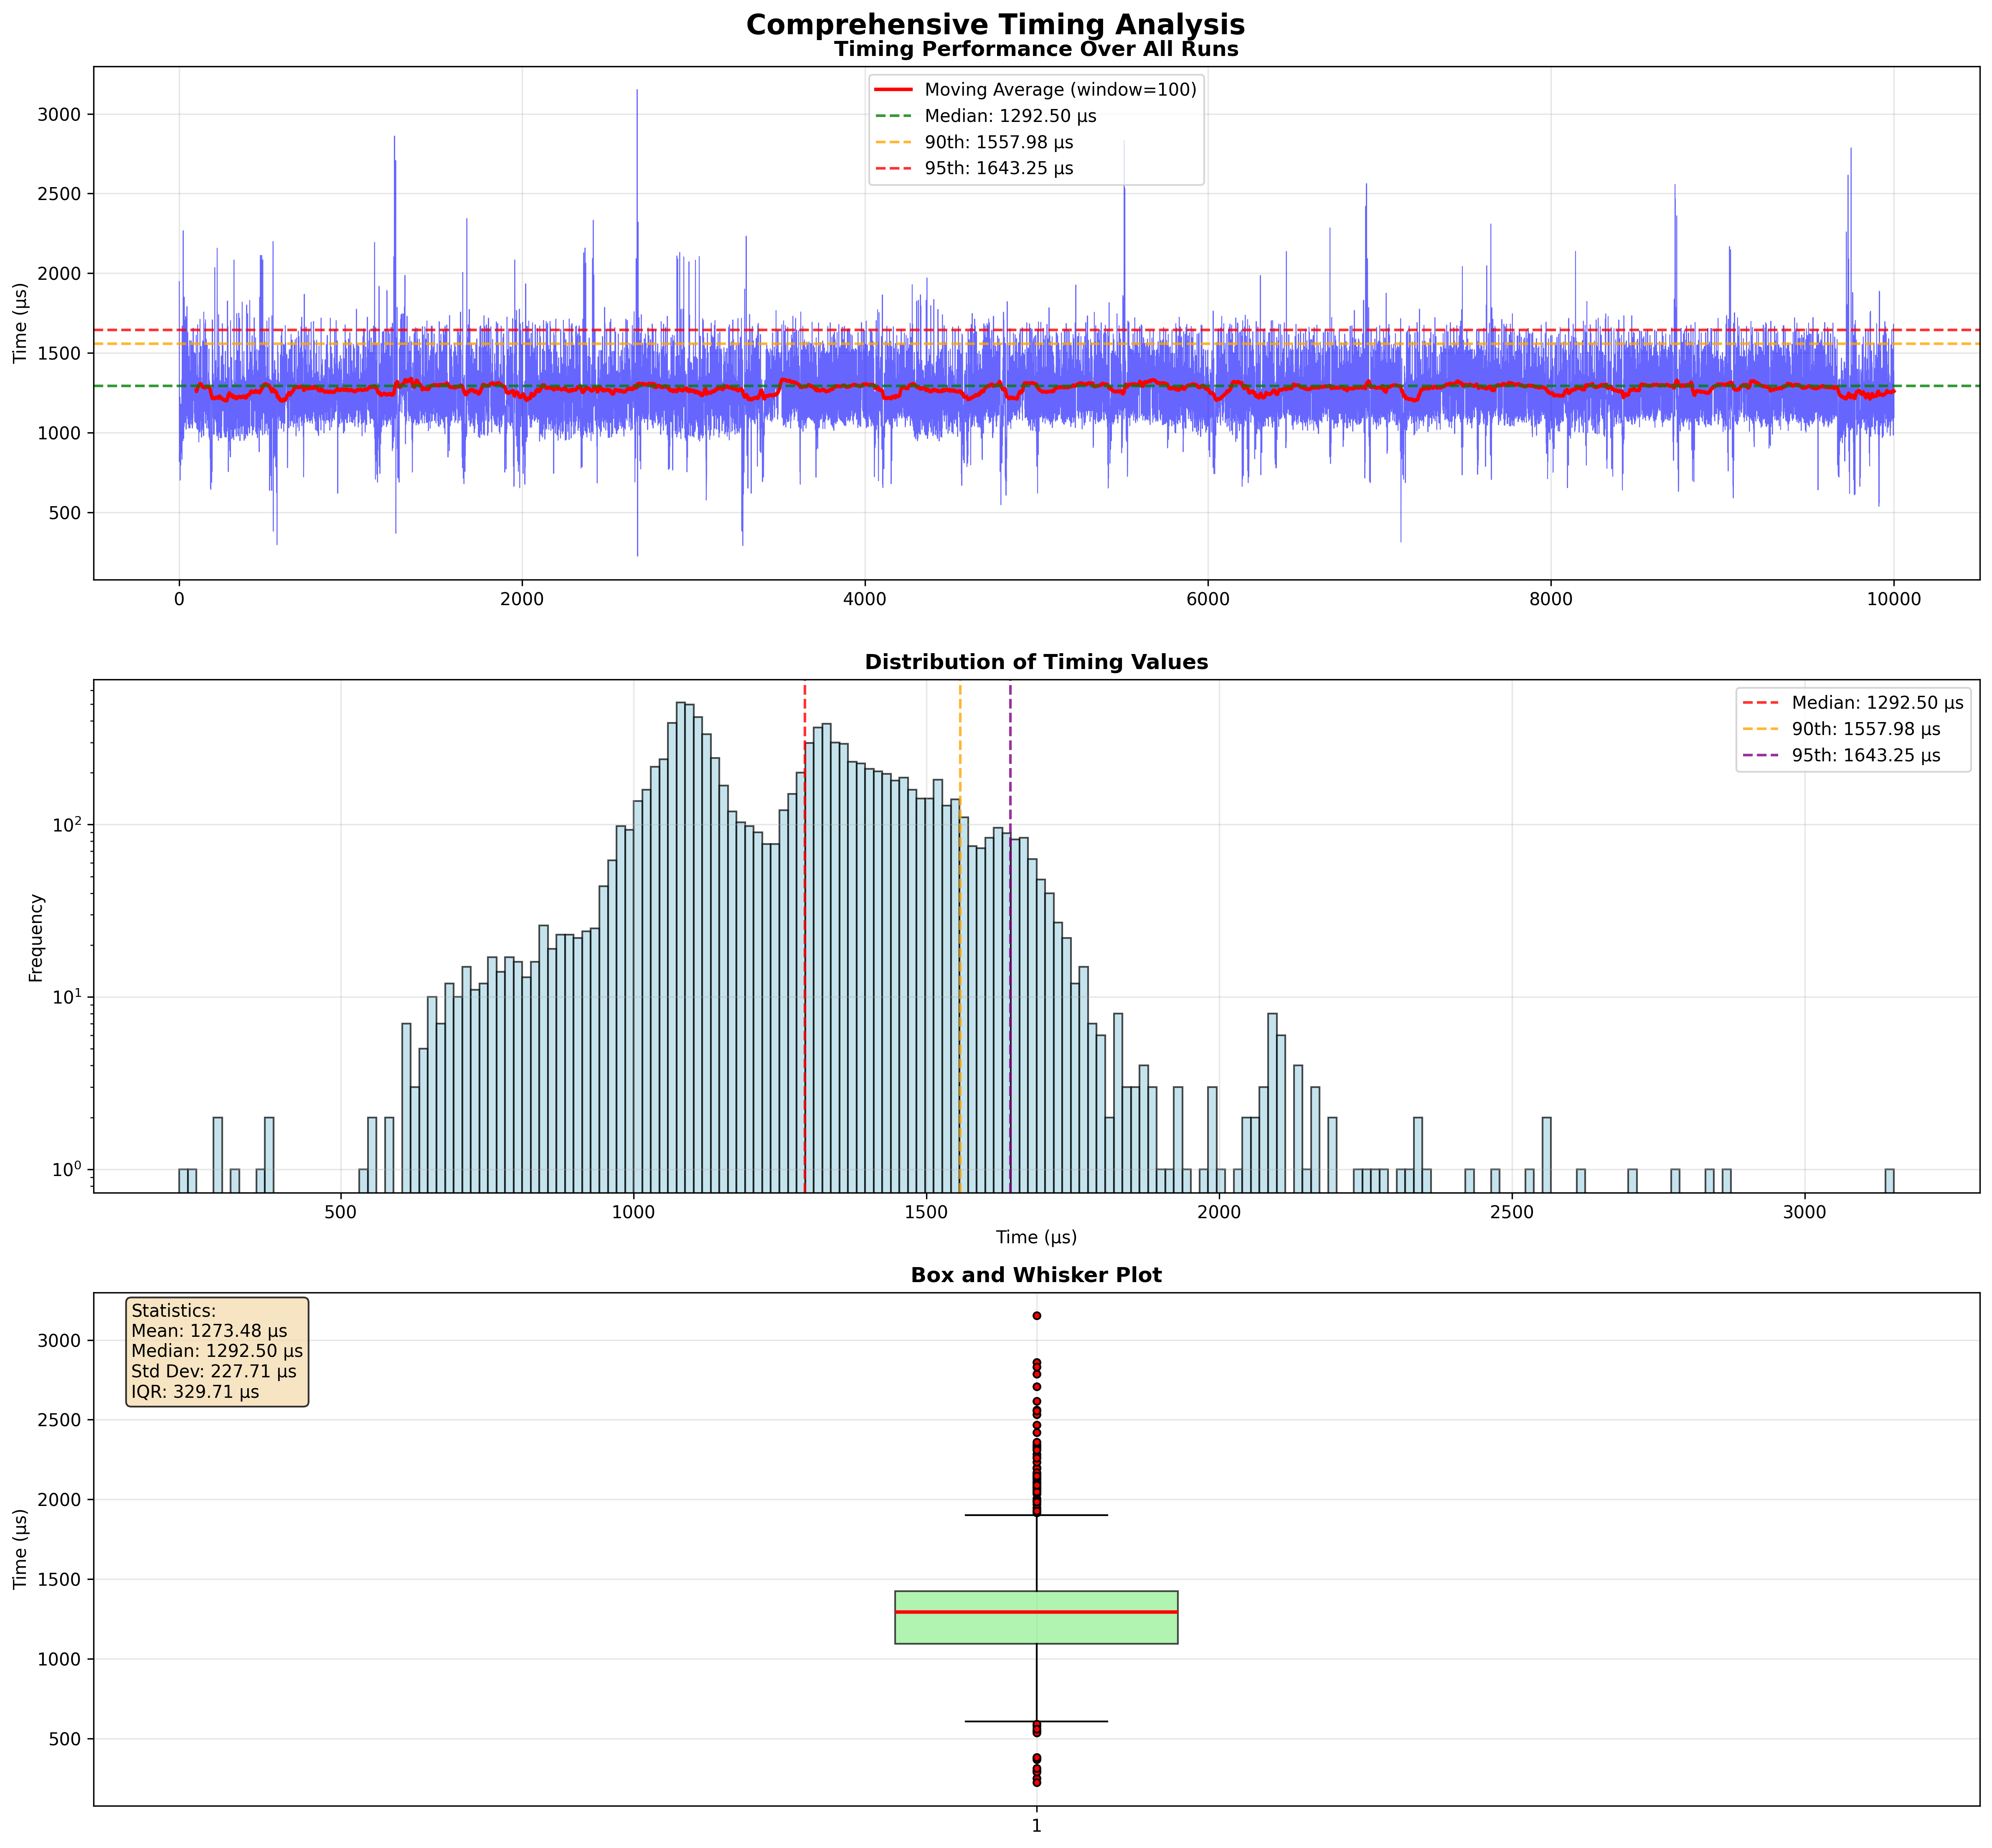 Comprehensive Timing Analysis
Timing Performance Over All Runs
Time (µs)
3000
2500
2000
1500
1000
500
Moving Average (window=100)
Median: 1292.50 µs
90th: 1557.98 µs
95th: 1643.25 µs
0 2000 4000 6000 8000 10000
Distribution of Timing Values
Frequency
10²
10¹
10⁰
Median: 1292.50 µs
90th: 1557.98 µs
95th: 1643.25 µs
500 1000 1500 2000 2500 3000
Time (µs)
Box and Whisker Plot
Time (µs)
3000
2500
2000
1500
1000
500
Statistics:
Mean: 1273.48 µs
Median: 1292.50 µs
Std Dev: 227.71 µs
IQR: 329.71 µs
1